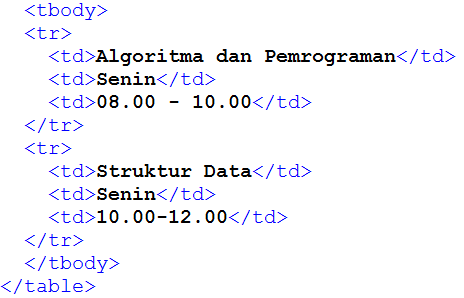 <tbody>
<tr>
<td>Algoritma dan Pemrograman</td>
<td>Senin</td>
<td>08.00 - 10.00</td>
</tr>
<tr>
<td>Struktur Data</td>
<td>Senin</td>
<td>10.00-12.00</td>
</tr>
</tbody>
</table>